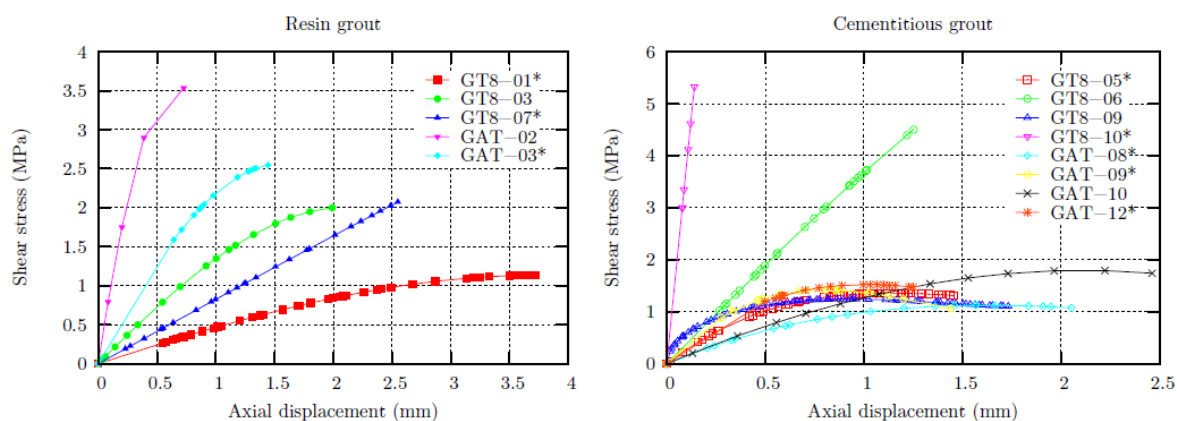 Resin grout
Shear stress (MPa)
4
3.5
3
2.5
2
1.5
1
0.5
0
GT8−01*
GT8−03
GT8−07*
GAT−02
GAT−03*
0 0.5 1 1.5 2 2.5 3 3.5 4
Axial displacement (mm)
Cementitious grout
Shear stress (MPa)
6
5
4
3
2
1
0
GT8−05*
GT8−06
GT8−09
GT8−10*
GAT−08*
GAT−09*
GAT−10
GAT−12*
0 0.5 1 1.5 2 2.5
Axial displacement (mm)